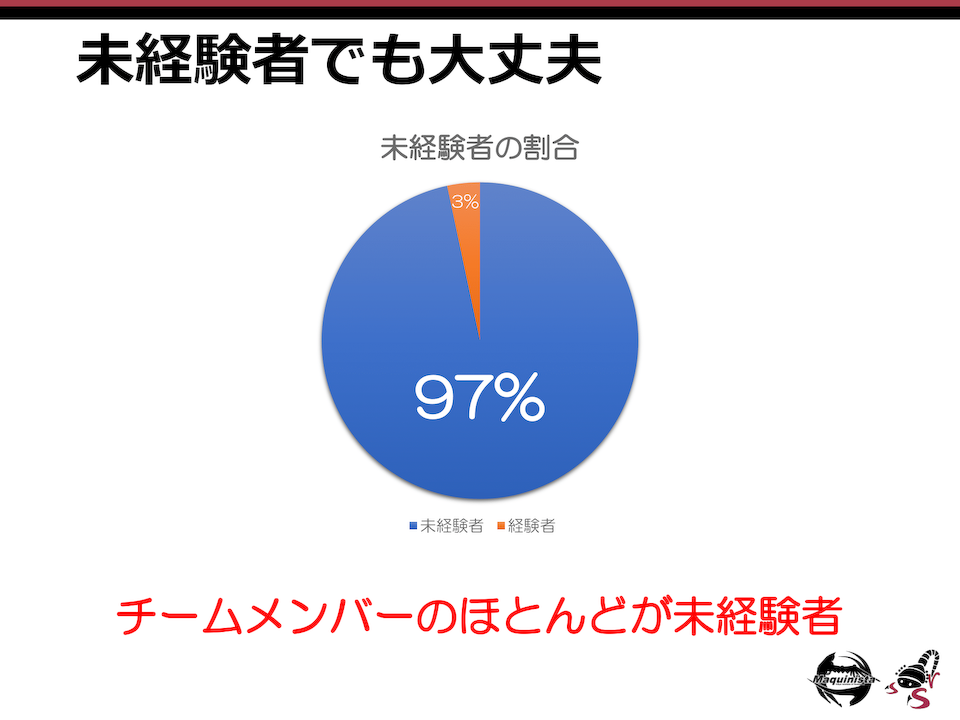 未経験者でも大丈夫
未経験者の割合
3%
97%
未経験者 経験者
チームメンバーのほとんどが未経験者
Maquinista
S S V